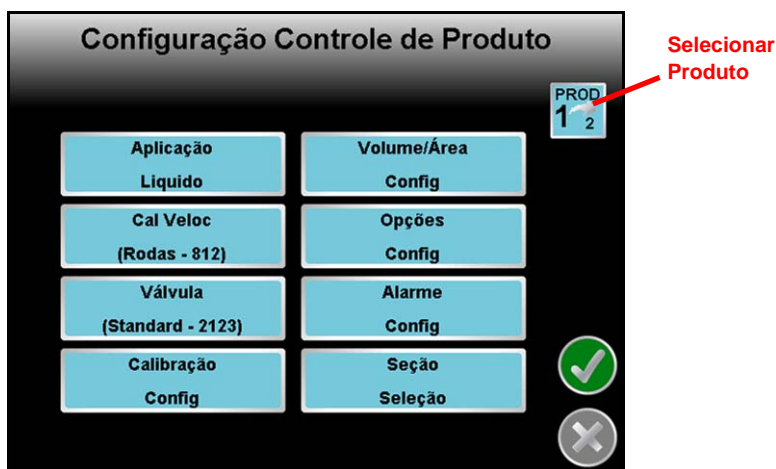 Configuração Controle de Produto
Selecionar
Produto
PROD
1 2
Aplicação
Liquido
Volume/Área
Config
Cal Veloc
(Rodas - 812)
Opções
Config
Válvula
(Standard - 2123)
Alarme
Config
Calibração
Config
Seção
Seleção